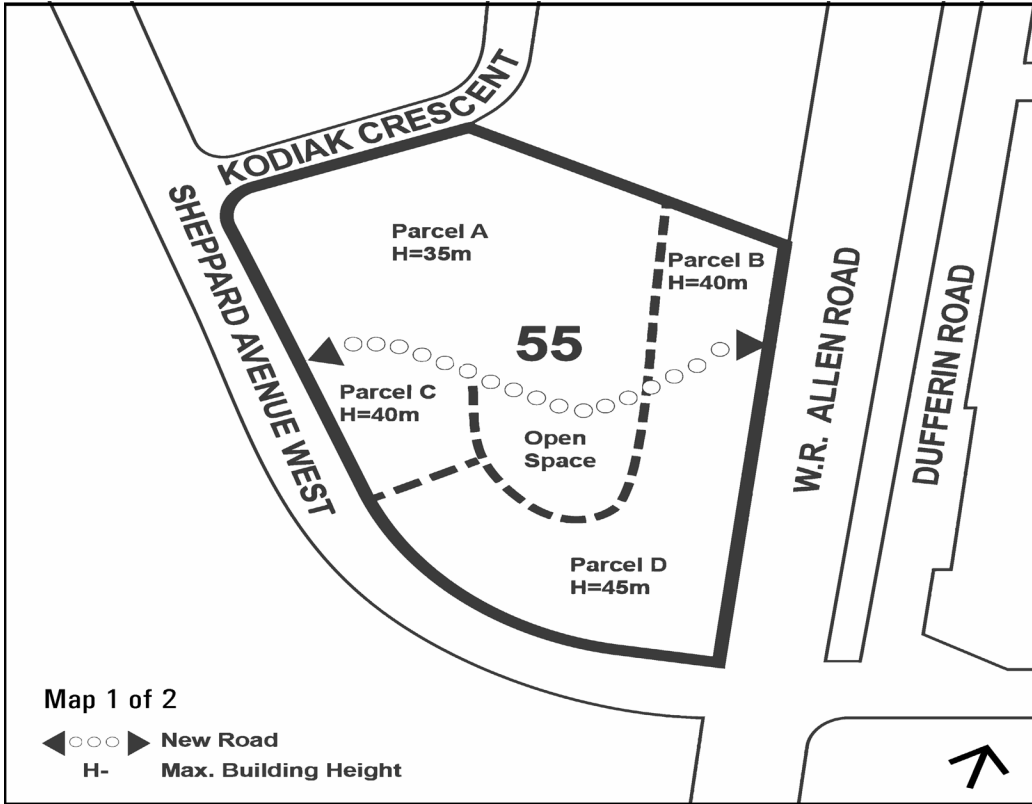 KODIAK CRESCENT
SHEPPARD AVENUE WEST
Parcel A
H=35m
Parcel B
H=40m
55
Parcel C
H=40m
Open
Space
W.R. ALLEN ROAD
DUFFERIN ROAD
Parcel D
H=45m
Map 1 of 2
New Road
H- Max. Building Height